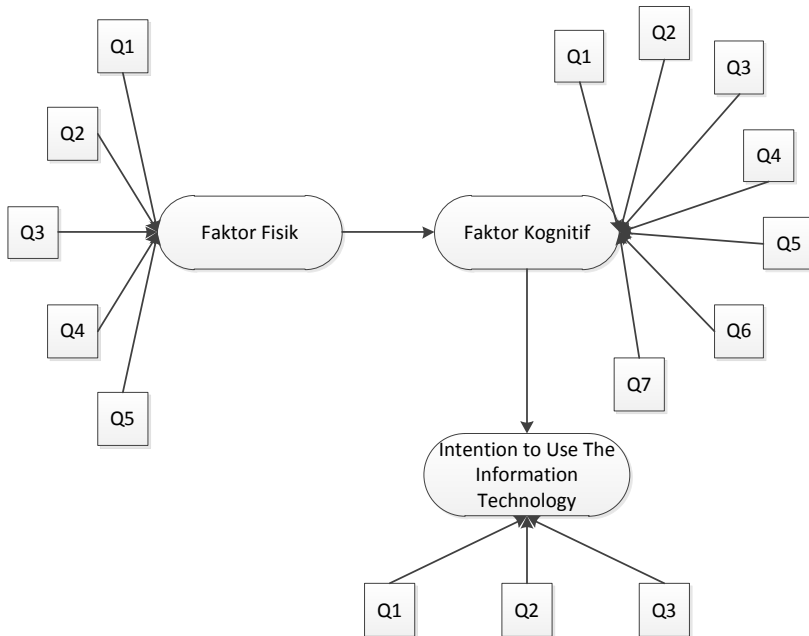 Q1
Q2
Q3
Q4
Q5
Faktor Fisik
Faktor Kognitif
Q1
Q2
Q3
Q4
Q5
Q6
Q7
Intention to Use The
Information
Technology
Q1
Q2
Q3